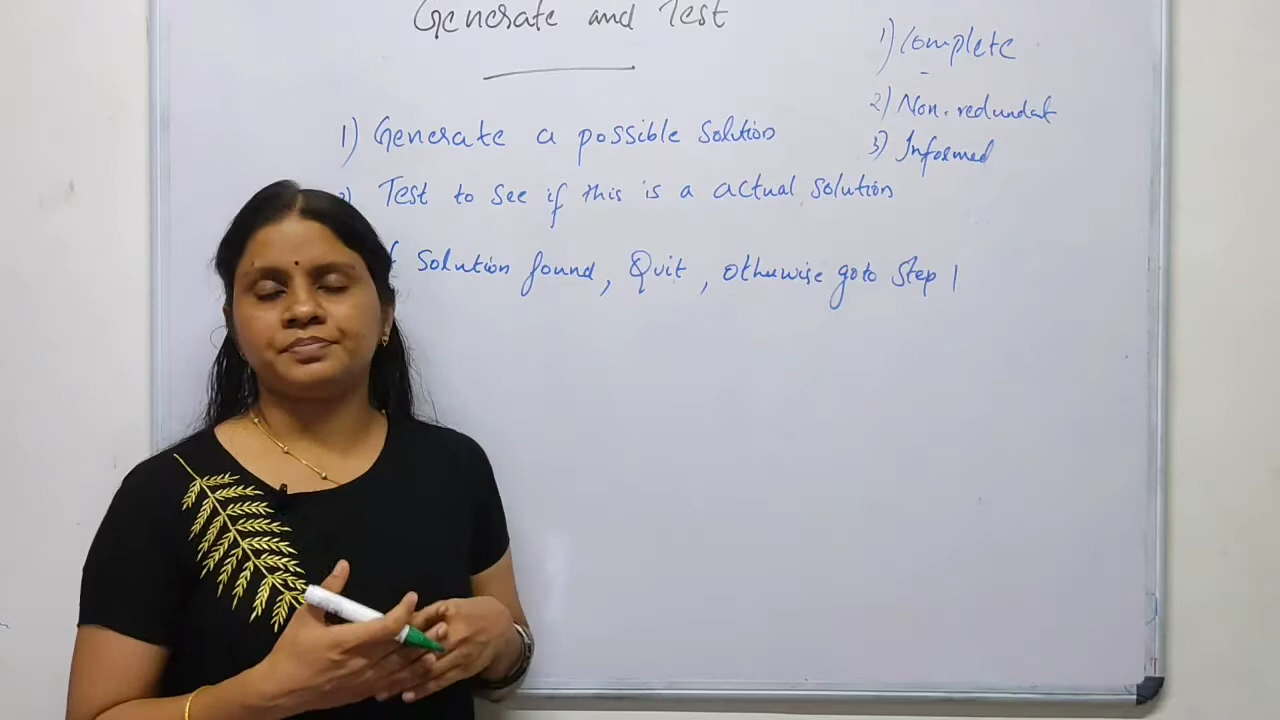 Generate and Test
1) Generate a possible solution
2) Test to see if this is a actual solution
solution found, Quit, otherwise goto step 1
1) Complete
2) Non-redundat
3) Informed